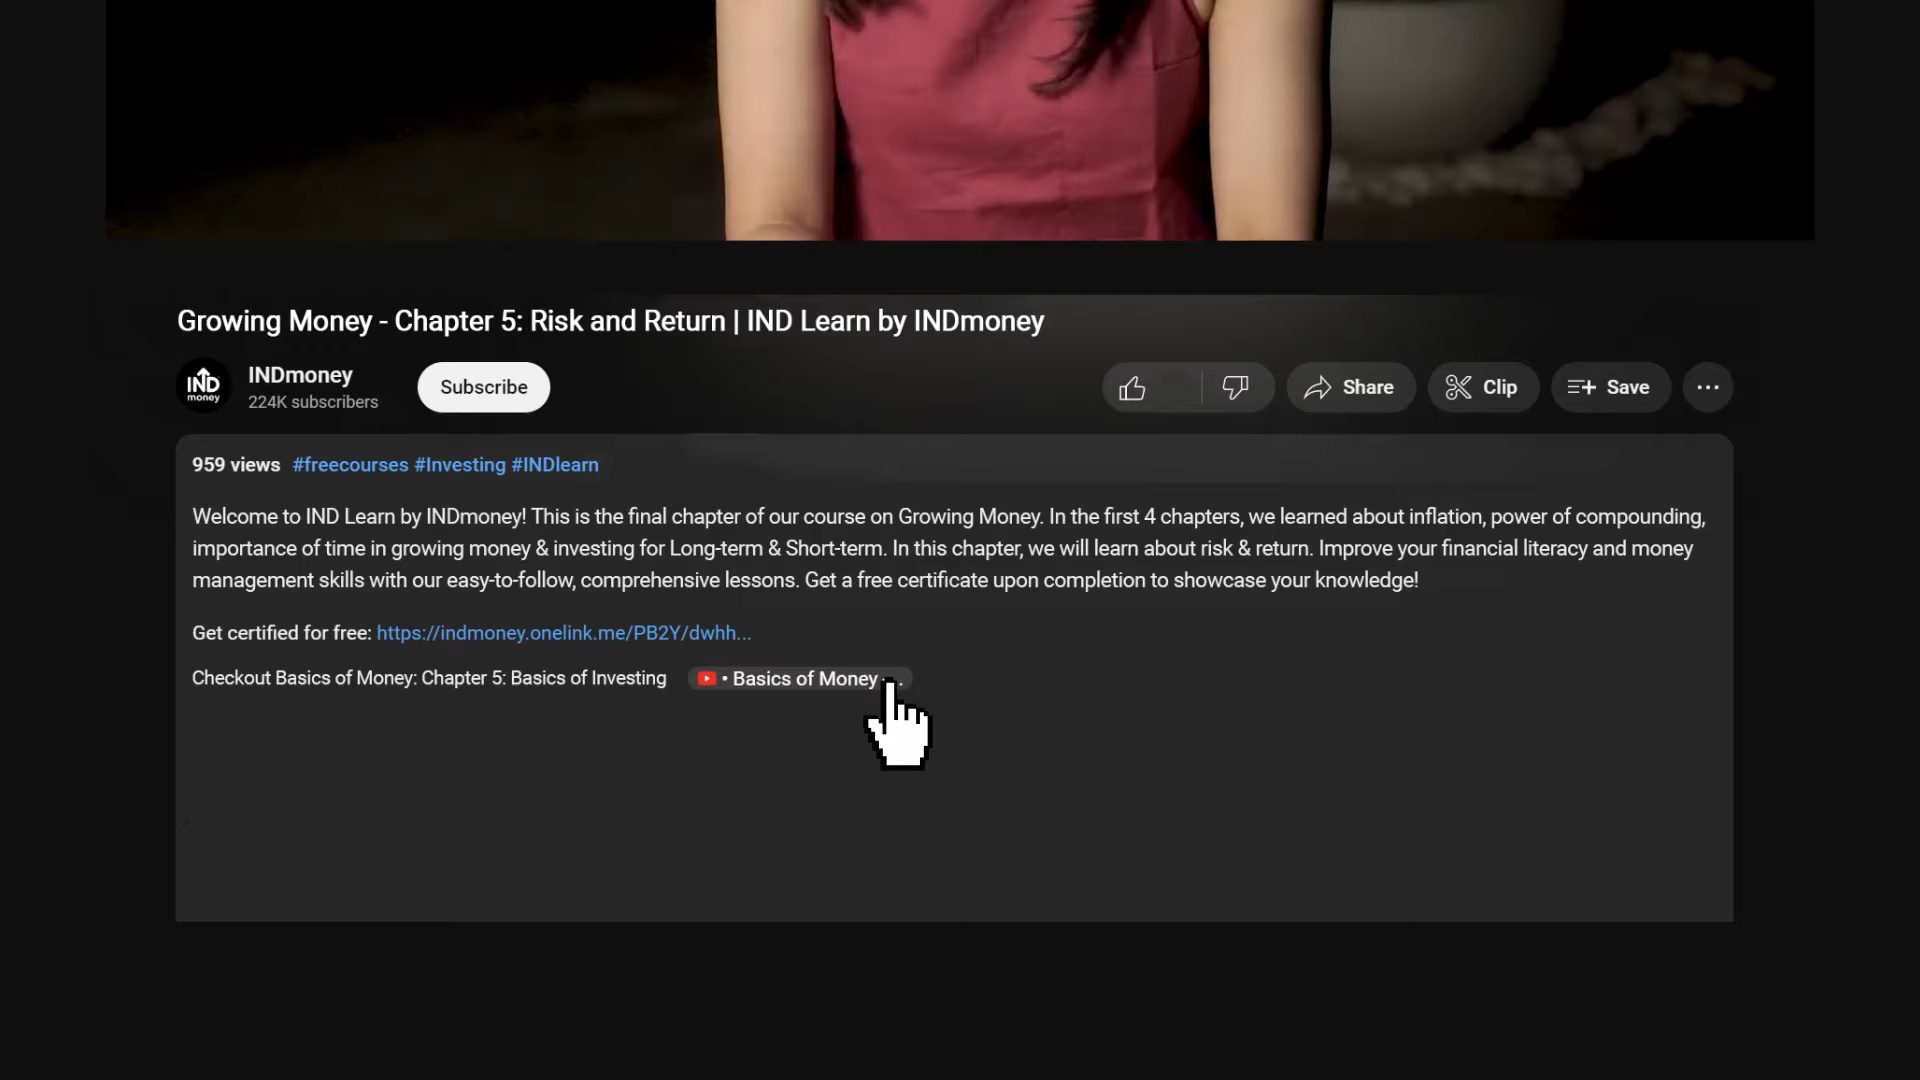 Growing Money - Chapter 5: Risk and Return | IND Learn by INDmoney
IND
money
INDmoney
224K subscribers
Subscribe
Share
Clip
Save
959 views #freecourses #Investing #INDlearn
Welcome to IND Learn by INDmoney! This is the final chapter of our course on Growing Money. In the first 4 chapters, we learned about inflation, power of compounding,
importance of time in growing money & investing for Long-term & Short-term. In this chapter, we will learn about risk & return. Improve your financial literacy and money
management skills with our easy-to-follow, comprehensive lessons. Get a free certificate upon completion to showcase your knowledge!
Get certified for free: https://indmoney.onelink.me/PB2Y/dwhh...
Checkout Basics of Money: Chapter 5: Basics of Investing • Basics of Money